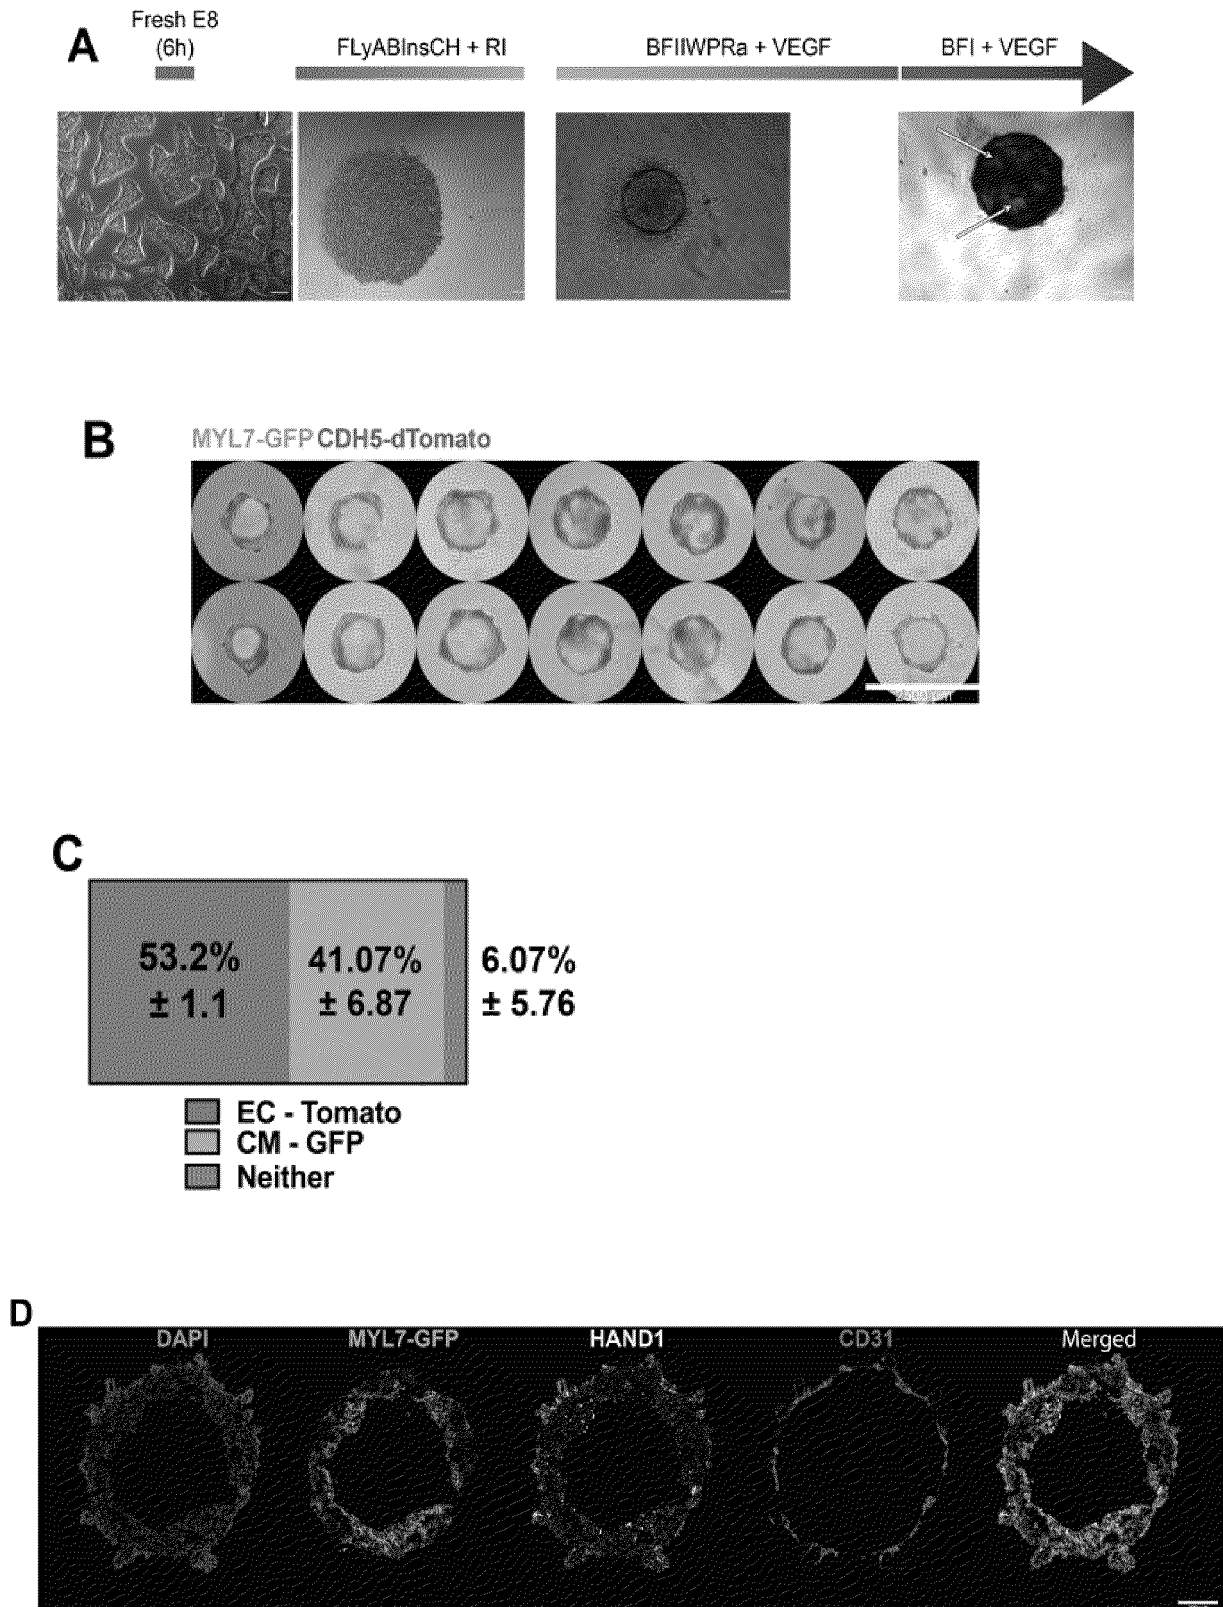 A
Fresh E8
(6h)
FLyABInsCH + RI
BFIIWPRa + VEGF
BFI + VEGF
B
MYL7-GFP CDH5-dTomato
C
53.2%
± 1.1
41.07%
± 6.87
6.07%
± 5.76
EC - Tomato
CM - GFP
Neither
D
DAPI
MYL7-GFP
HAND1
CD31
Merged